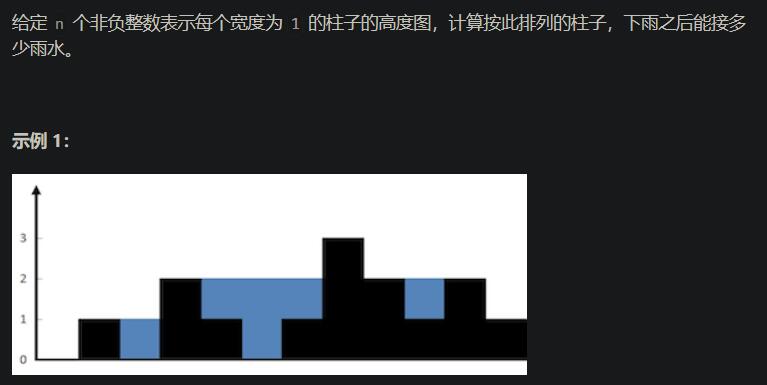 给定 n 个非负整数表示每个宽度为 1 的柱子的高度图，计算按此排列的柱子，下雨之后能接多
少雨水。
示例 1：
3
2
1
0